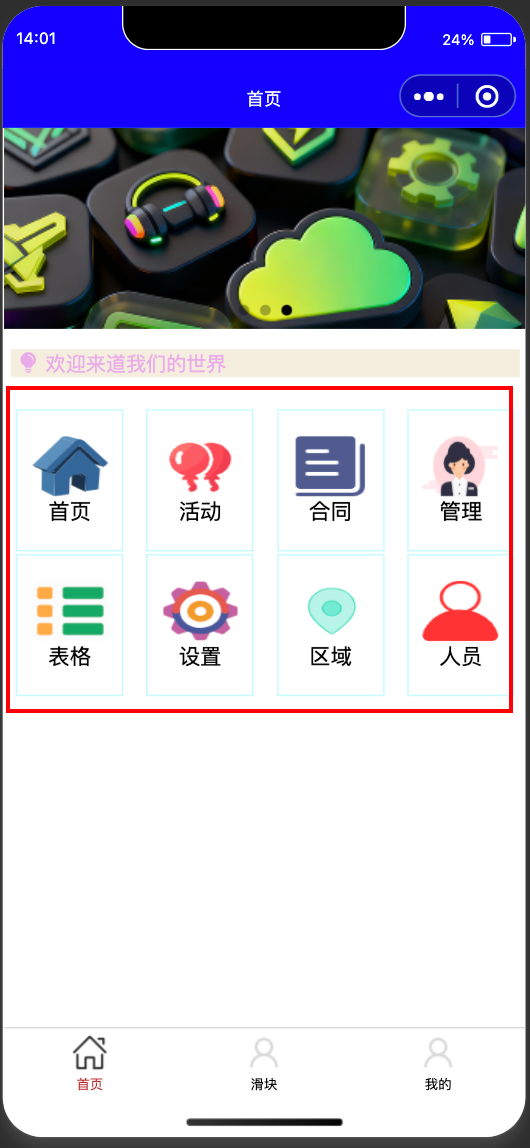 14:01
24%
首页
欢迎来道我们的世界
首页 活动 合同 管理
表格 设置 区域 人员
首页 滑块 我的